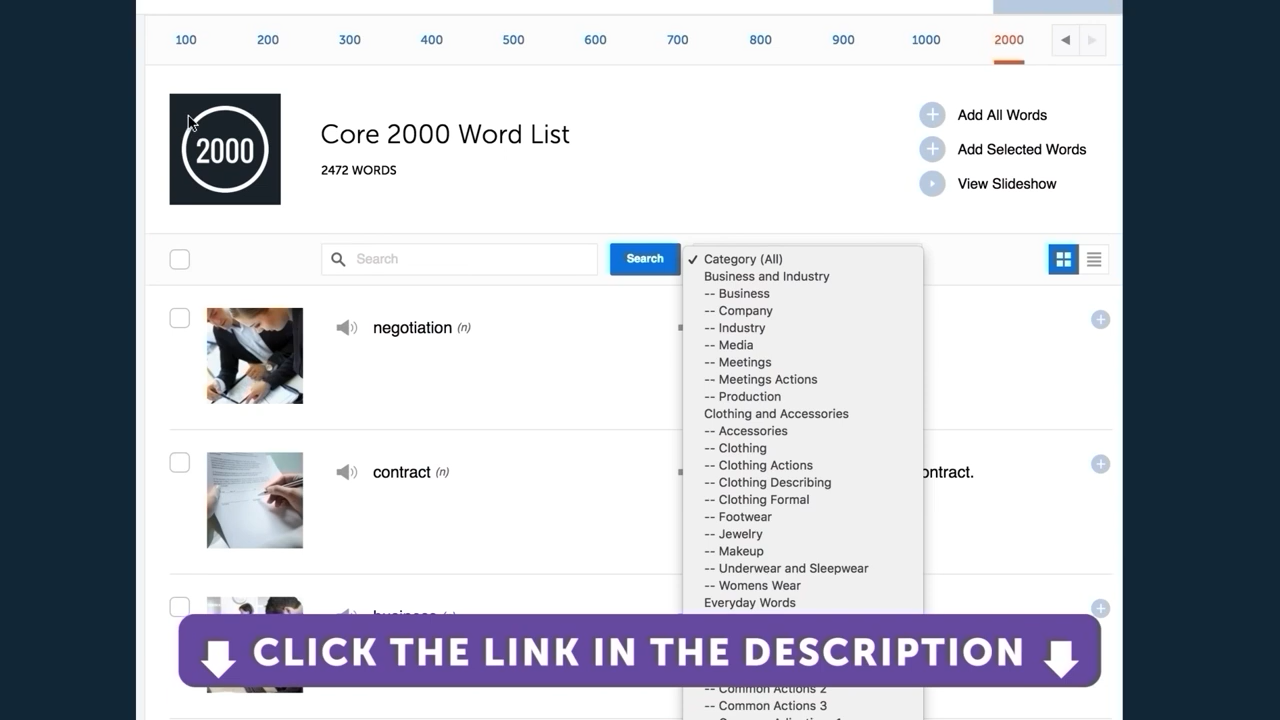 100 200 300 400 500 600 700 800 900 1000 2000
2000
Core 2000 Word List
2472 WORDS
Add All Words
Add Selected Words
View Slideshow
Search
Search
✓ Category (All)
Business and Industry
-- Business
-- Company
-- Industry
-- Media
-- Meetings
-- Meetings Actions
-- Production
Clothing and Accessories
-- Accessories
-- Clothing
-- Clothing Actions
-- Clothing Describing
-- Clothing Formal
-- Footwear
-- Jewelry
-- Makeup
-- Underwear and Sleepwear
-- Womens Wear
Everyday Words
-- Common Actions 2
-- Common Actions 3
negotiation (n)
contract (n)
ontract.
CLICK THE LINK IN THE DESCRIPTION